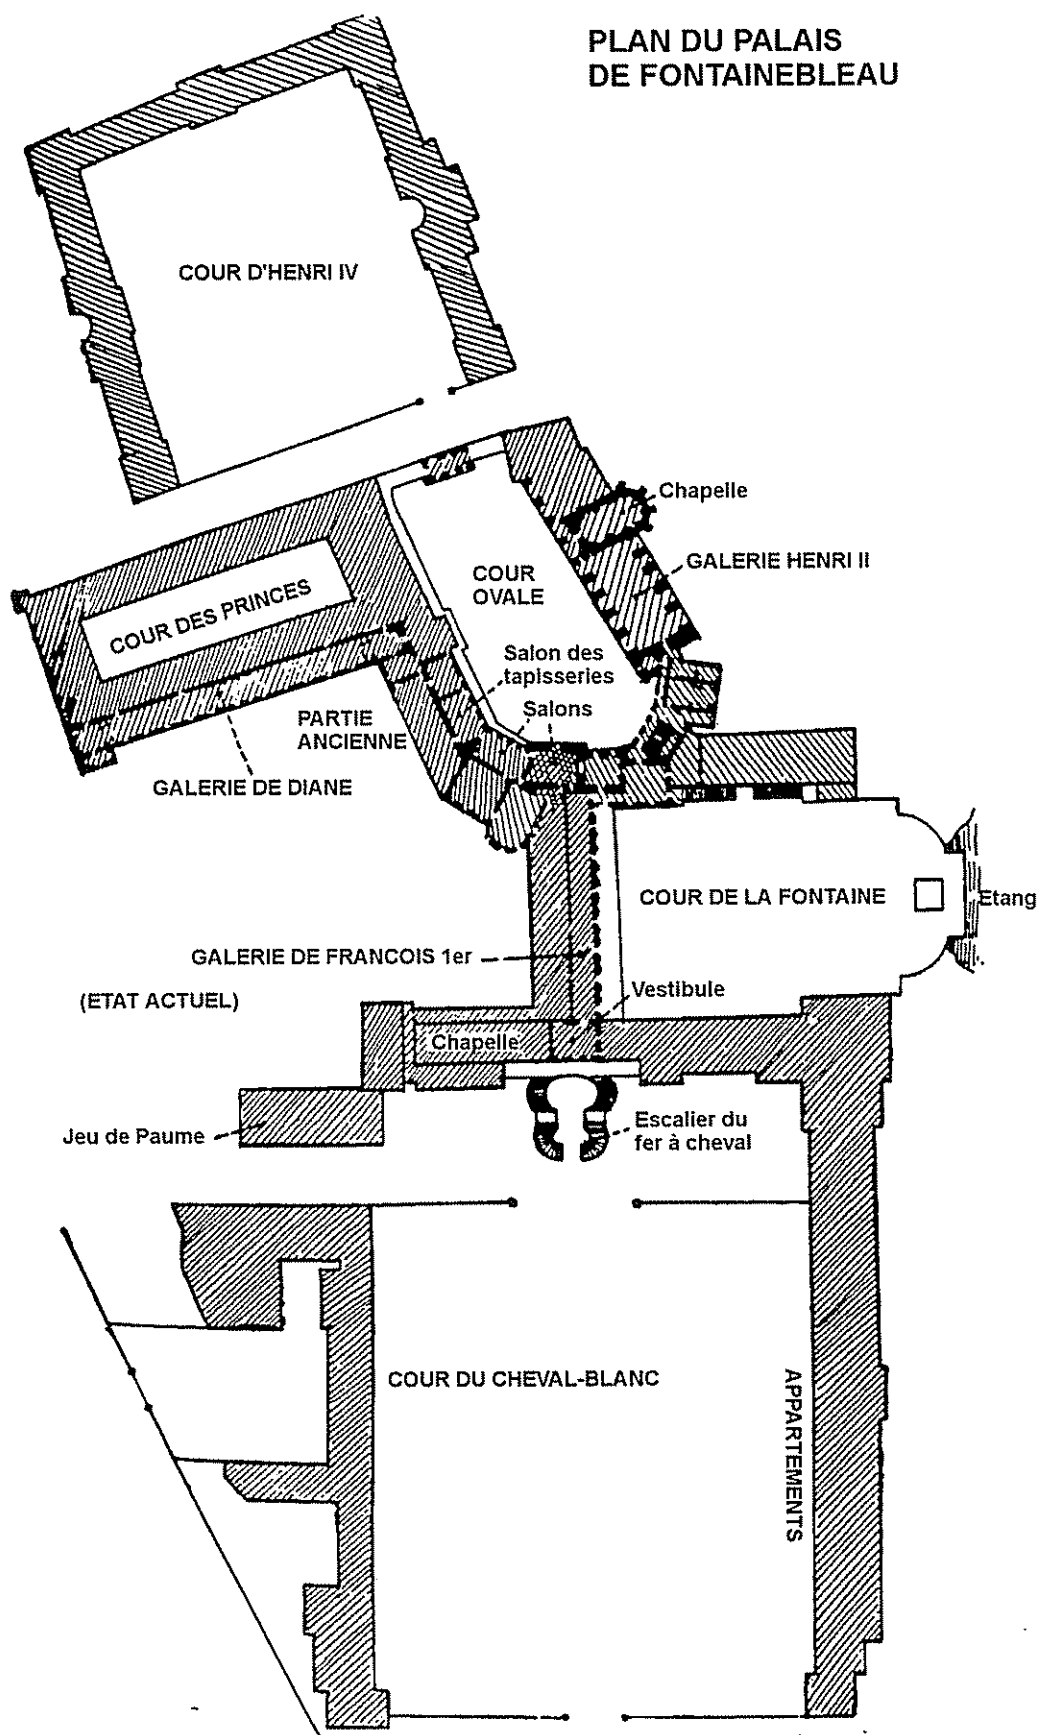 PLAN DU PALAIS
DE FONTAINEBLEAU
COUR D'HENRI IV
Chapelle
GALERIE HENRI II
COUR
OVALE
COUR DES PRINCES
Salon des
tapisseries
Salons
PARTIE
ANCIENNE
GALERIE DE DIANE
COUR DE LA FONTAINE
Etang
GALERIE DE FRANCOIS 1er
(ETAT ACTUEL)
Vestibule
Chapelle
Jeu de Paume
Escalier du
fer à cheval
COUR DU CHEVAL-BLANC
APPARTEMENTS